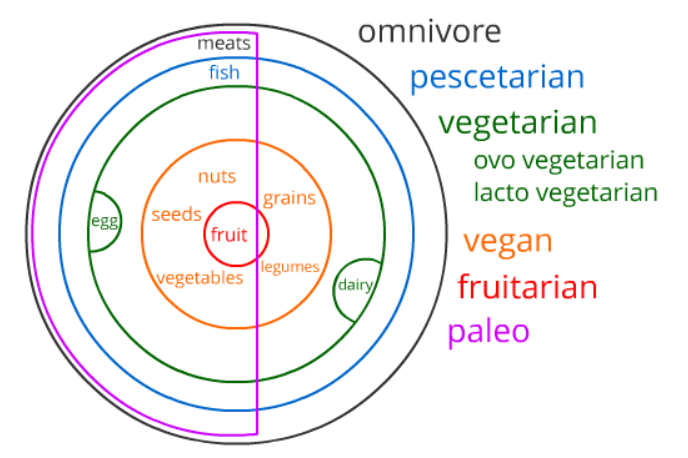 omnivore
meats
fish
pescetarian
vegetarian
ovo vegetarian
nuts
lacto vegetarian
grains
seeds
egg
fruit
vegan
legumes
vegetables
dairy
fruitarian
paleo